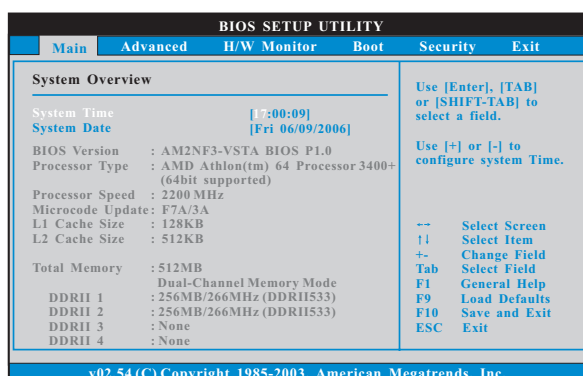 BIOS SETUP UTILITY
Main Advanced H/W Monitor Boot Security Exit
System Overview
System Time [17:00:09]
System Date [Fri 06/09/2006]
BIOS Version : AM2NF3-VSTA BIOS P1.0
Processor Type : AMD Athlon(tm) 64 Processor 3400+
(64bit supported)
Processor Speed : 2200 MHz
Microcode Update : F7A/3A
L1 Cache Size : 128KB
L2 Cache Size : 512KB
Total Memory : 512MB
Dual-Channel Memory Mode
DDRII 1 : 256MB/266MHz (DDRII533)
DDRII 2 : 256MB/266MHz (DDRII533)
DDRII 3 : None
DDRII 4 : None
Use [Enter], [TAB]
or [SHIFT-TAB] to
select a field.
Use [+] or [-] to
configure system Time.
←→ Select Screen
↑↓ Select Item
+- Change Field
Tab Select Field
F1 General Help
F9 Load Defaults
F10 Save and Exit
ESC Exit
v02.54 (C) Copyright 1985-2003, American Megatrends, Inc.